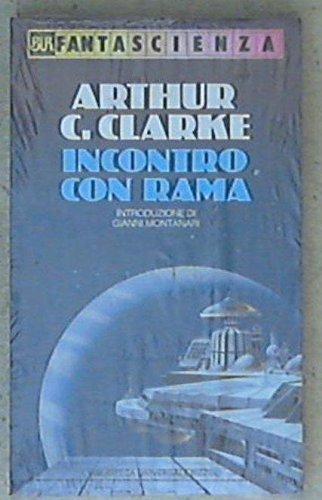 BUR FANTASCIENZA
ARTHUR
C. CLARKE
INCONTRO
CON RAMA
INTRODUZIONE DI
GIANNI MONTANARI